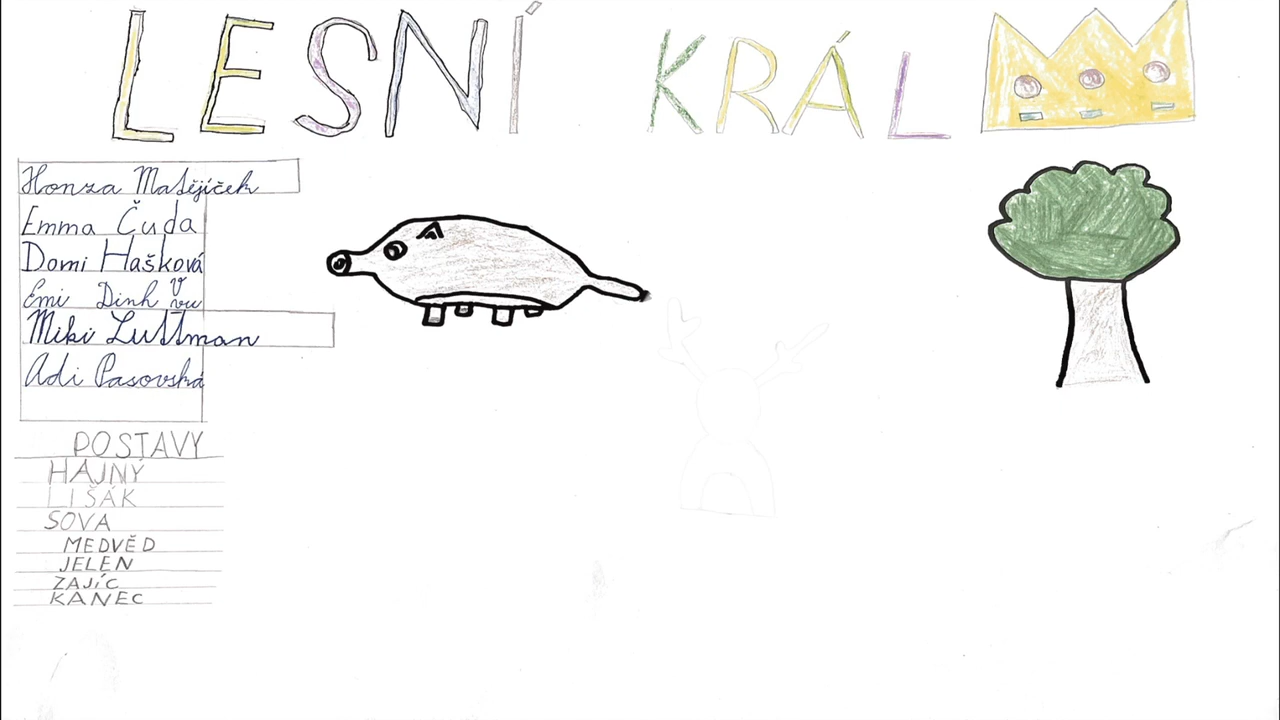 LESNÍ KRÁL
Honza Matějíček
Emma Čuda
Domi Hašková
Emi Dinh Vu
Miki Luttman
Adi Pasovská
POSTAVY
HAJNÝ
LIŠÁK
SOVA
MEDVĚD
JELEN
ZAJÍC
KANEC